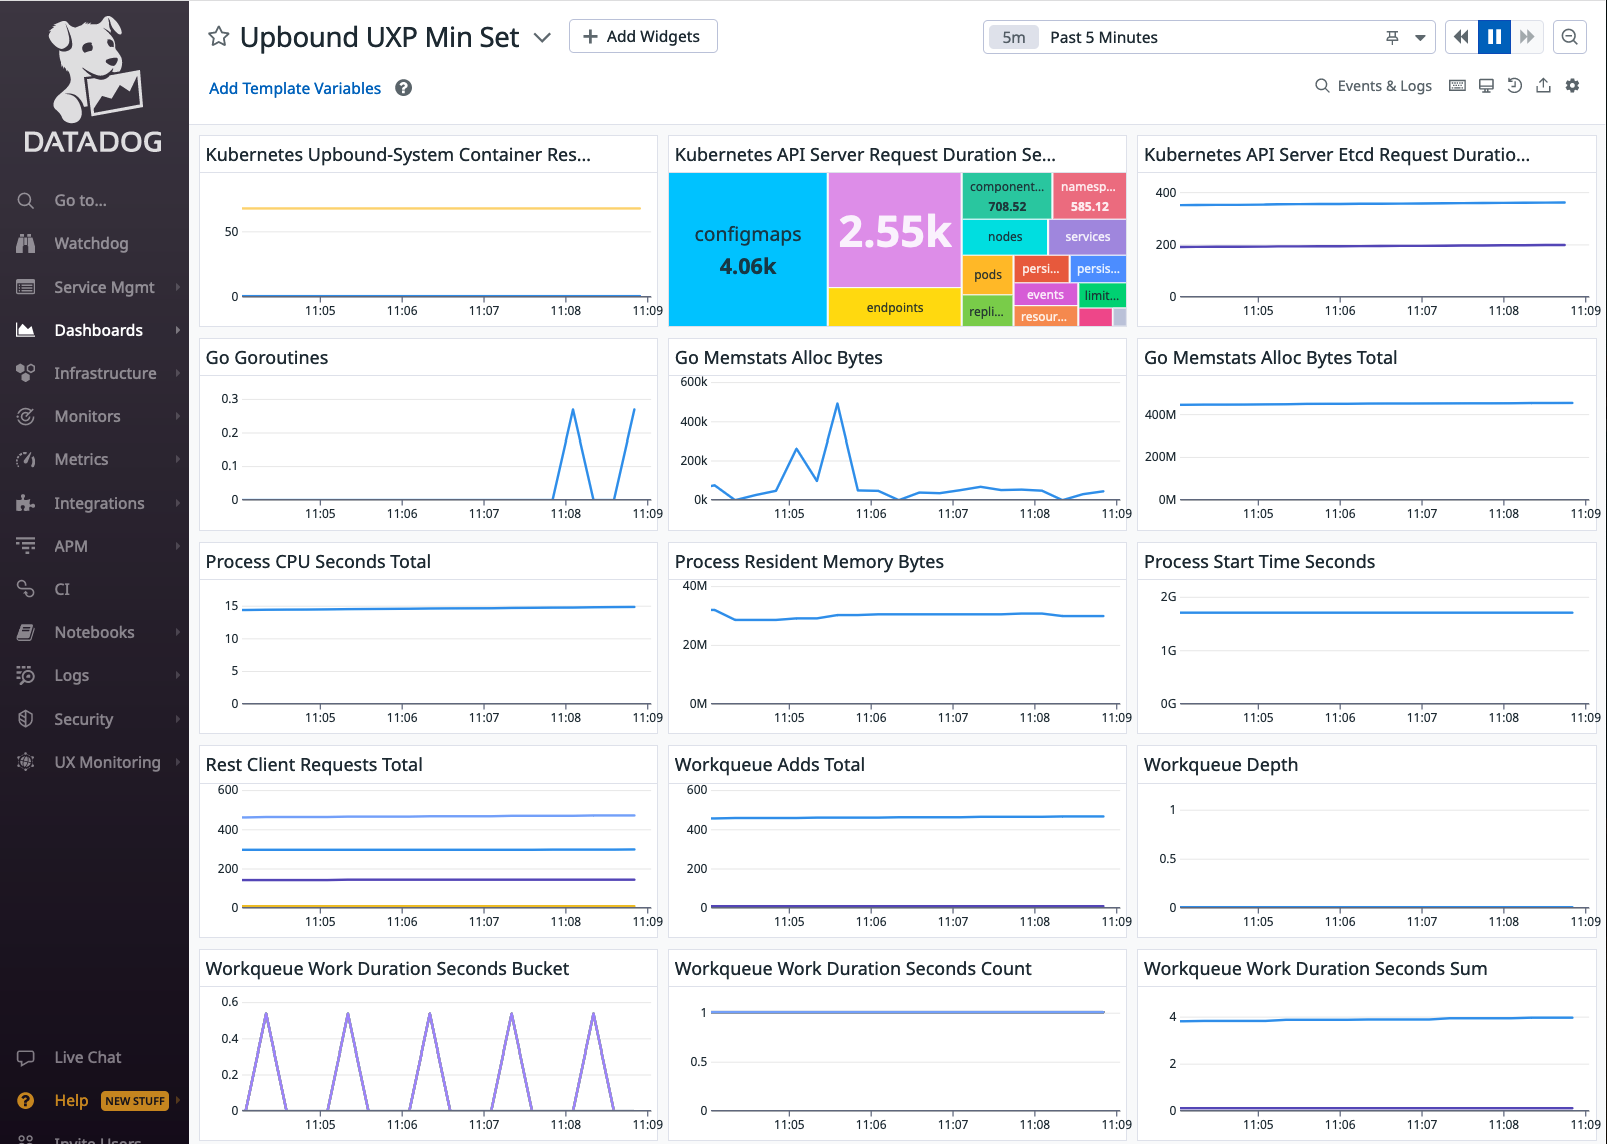 DATADOG
Go to...
Watchdog
Service Mgmt
Dashboards
Infrastructure
Monitors
Metrics
Integrations
APM
CI
Notebooks
Logs
Security
UX Monitoring
Live Chat
Help NEW STUFF
Invite Users
Upbound UXP Min Set
Add Widgets
5m Past 5 Minutes
Add Template Variables ?
Events & Logs
Kubernetes Upbound-System Container Res...
50
0
11:05 11:06 11:07 11:08 11:09
Kubernetes API Server Request Duration Se...
configmaps
4.06k
2.55k
endpoints
component...
708.52
namesp...
585.12
nodes
services
pods
persi...
persis...
events
limit...
repli...
resour...
Kubernetes API Server Etcd Request Duratio...
400
200
0
11:05 11:06 11:07 11:08 11:09
Go Goroutines
0.3
0.2
0.1
0
11:05 11:06 11:07 11:08 11:09
Go Memstats Alloc Bytes
600k
400k
200k
0k
11:05 11:06 11:07 11:08 11:09
Go Memstats Alloc Bytes Total
400M
200M
0M
11:05 11:06 11:07 11:08 11:09
Process CPU Seconds Total
15
10
5
0
11:05 11:06 11:07 11:08 11:09
Process Resident Memory Bytes
40M
20M
0M
11:05 11:06 11:07 11:08 11:09
Process Start Time Seconds
2G
1G
0G
11:05 11:06 11:07 11:08 11:09
Rest Client Requests Total
600
400
200
0
11:05 11:06 11:07 11:08 11:09
Workqueue Adds Total
600
400
200
0
11:05 11:06 11:07 11:08 11:09
Workqueue Depth
1
0.5
0
11:05 11:06 11:07 11:08 11:09
Workqueue Work Duration Seconds Bucket
0.6
0.4
0.2
0
11:05 11:06 11:07 11:08 11:09
Workqueue Work Duration Seconds Count
1
0.5
0
11:05 11:06 11:07 11:08 11:09
Workqueue Work Duration Seconds Sum
4
2
0
11:05 11:06 11:07 11:08 11:09